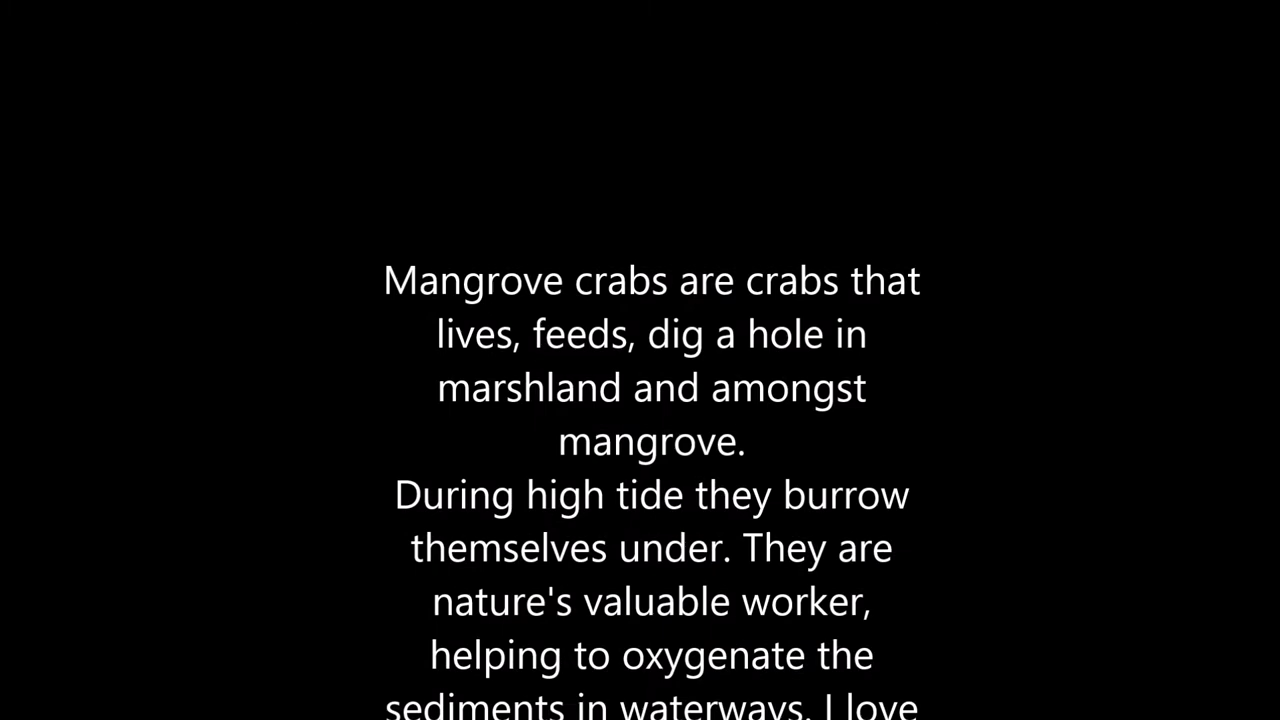 Mangrove crabs are crabs that
lives, feeds, dig a hole in
marshland and amongst
mangrove.
During high tide they burrow
themselves under. They are
nature's valuable worker,
helping to oxygenate the
sediments in waterways. I love